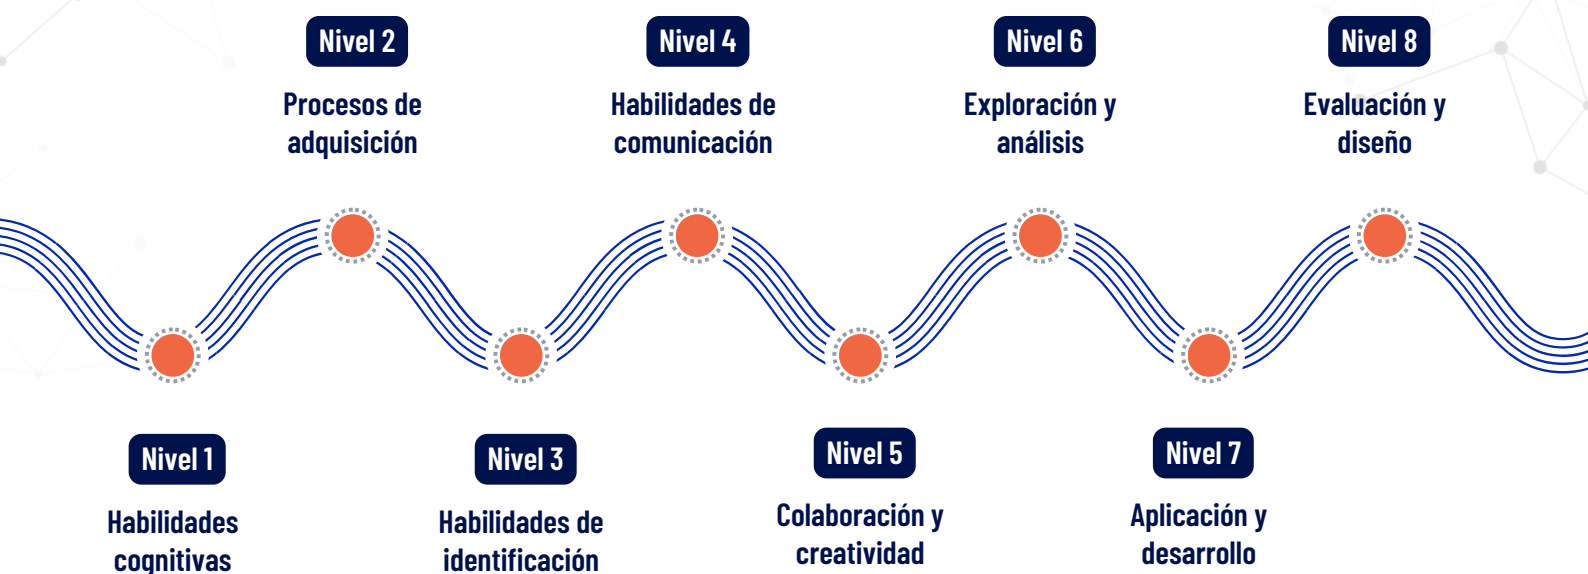 Nivel 2
Procesos de
adquisición
Nivel 4
Habilidades de
comunicación
Nivel 6
Exploración y
análisis
Nivel 8
Evaluación y
diseño
Nivel 1
Habilidades
cognitivas
Nivel 3
Habilidades de
identificación
Nivel 5
Colaboración y
creatividad
Nivel 7
Aplicación y
desarrollo